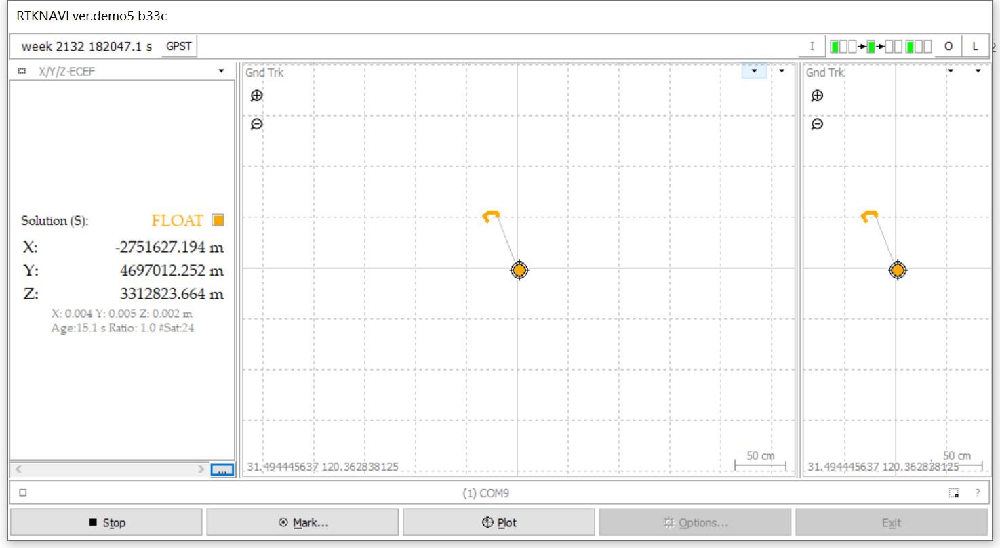 RTKNAVI ver.demo5 b33c
week 2132 182047.1 s GPST I O L 2
X/Y/Z-ECEF
Gnd Trk
Gnd Trk
Solution (S): FLOAT
X: -2751627.194 m
Y: 4697012.252 m
Z: 3312823.664 m
X: 0.004 Y: 0.005 Z: 0.002 m
Age:15.1 s Ratio: 1.0 #Sat:24
50 cm
31.494445637 120.362838125
50 cm
31.494445637 120.362838125
...
(1) COM9
?
Stop
Mark...
Plot
Options...
Exit